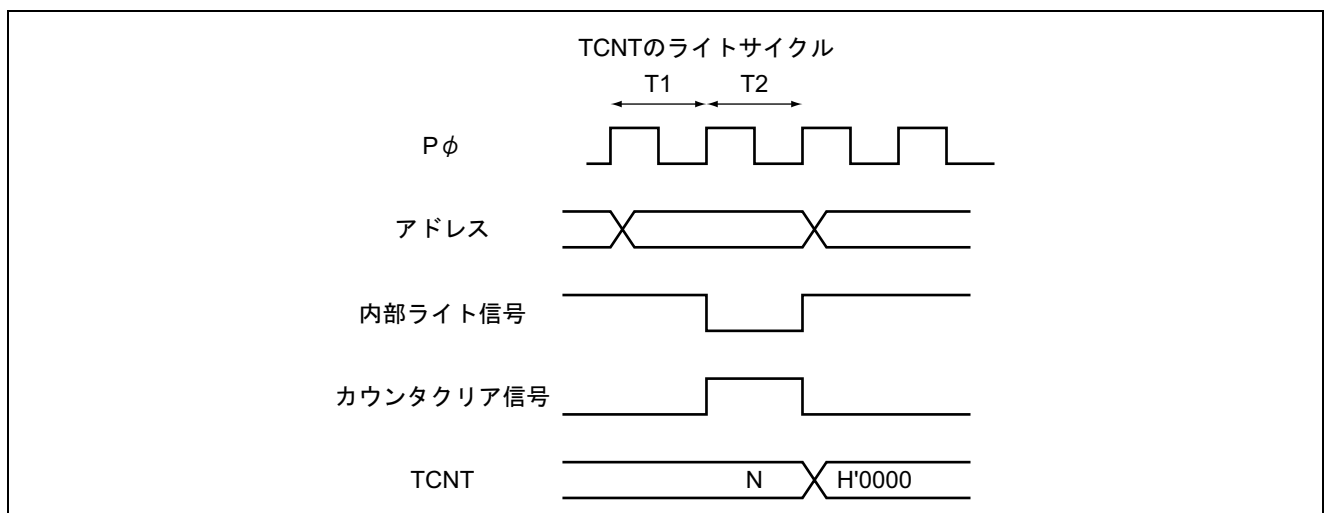 TCNTのライトサイクル
T1 T2
Pφ
アドレス
内部ライト信号
カウンタクリア信号
TCNT N H'0000